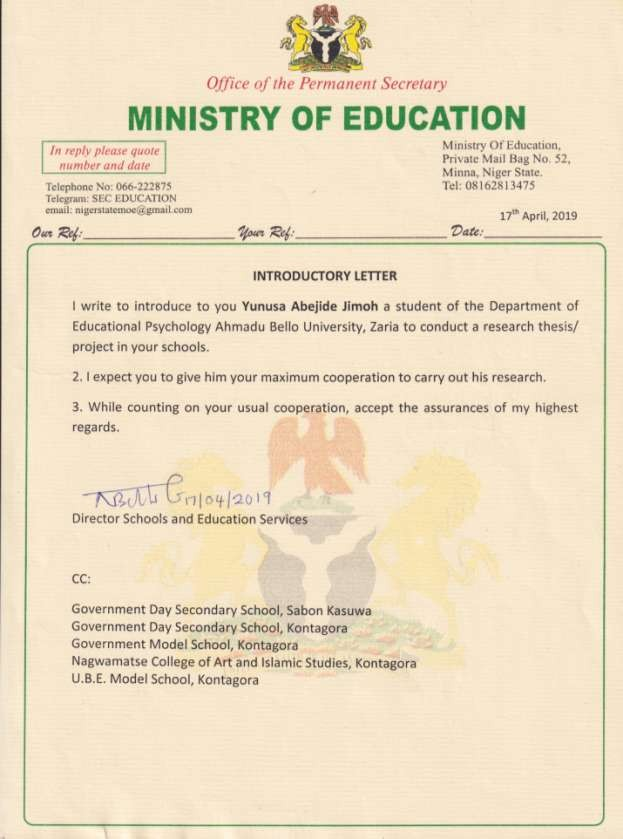 Office of the Permanent Secretary
MINISTRY OF EDUCATION
In reply please quote
number and date
Telephone No: 066-222875
Telegram: SEC EDUCATION
email: nigerstatemoe@gmail.com
Ministry Of Education,
Private Mail Bag No. 52,
Minna, Niger State.
Tel: 08162813475
17th April, 2019
Our Ref: Your Ref: Date:
INTRODUCTORY LETTER
I write to introduce to you Yunusa Abejide Jimoh a student of the Department of
Educational Psychology Ahmadu Bello University, Zaria to conduct a research thesis/
project in your schools.
2. I expect you to give him your maximum cooperation to carry out his research.
3. While counting on your usual cooperation, accept the assurances of my highest
regards.
17/04/2019
Director Schools and Education Services
CC:
Government Day Secondary School, Sabon Kasuwa
Government Day Secondary School, Kontagora
Government Model School, Kontagora
Nagwamatse College of Art and Islamic Studies, Kontagora
U.B.E. Model School, Kontagora